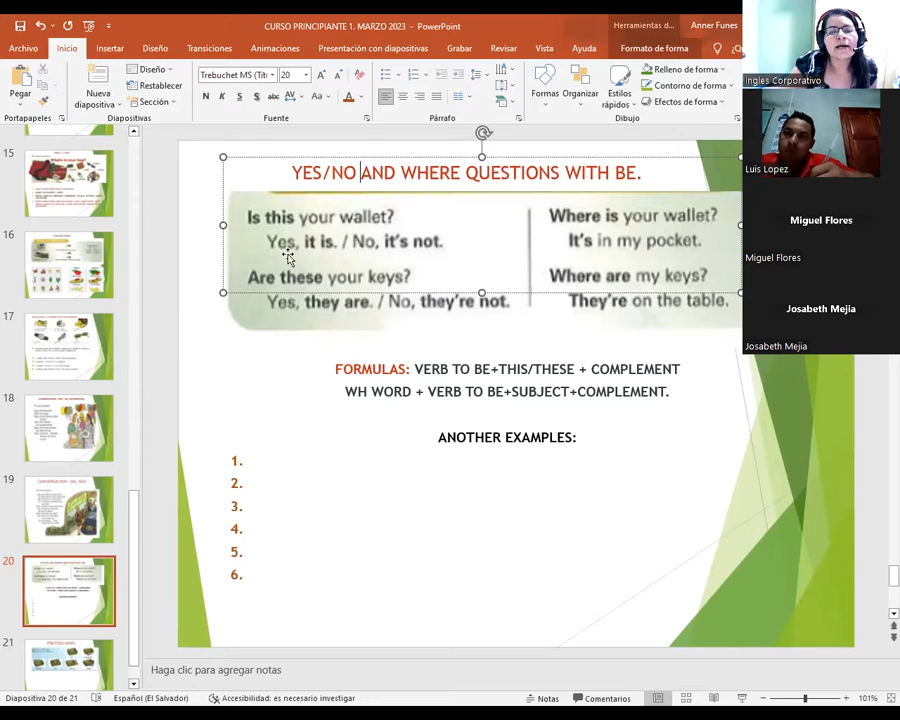 CURSO PRINCIPIANTE 1. MARZO 2023 - PowerPoint
Herramientas d...
Anner Funes
Archivo
Inicio
Insertar
Diseño
Transiciones
Animaciones
Presentación con diapositivas
Grabar
Revisar
Vista
Ayuda
Formato de forma
Pegar
Nueva
diapositiva
Diseño
Restablecer
Sección
Trebuchet MS (Tít
20
N K S S abc AV Aa A
Formas
Organizar
Estilos
rápidos
Relleno de forma
Contorno de forma
Efectos de forma
Portapapeles
Diapositivas
Fuente
Párrafo
Dibujo
Ingles Corporativo
Luis Lopez
Miguel Flores
Miguel Flores
Josabeth Mejia
Josabeth Mejia
15
16
17
18
19
20
21
YES/NO AND WHERE QUESTIONS WITH BE.
Is this your wallet?
Yes, it is. / No, it's not.
Are these your keys?
Yes, they are. / No, they're not.
Where is your wallet?
It's in my pocket.
Where are my keys?
They're on the table.
FORMULAS: VERB TO BE+THIS/THESE + COMPLEMENT
WH WORD + VERB TO BE+SUBJECT+COMPLEMENT.
ANOTHER EXAMPLES:
1.
2.
3.
4.
5.
6.
Haga clic para agregar notas
Diapositiva 20 de 21
Español (El Salvador)
Accesibilidad: es necesario investigar
Notas
Comentarios
101%